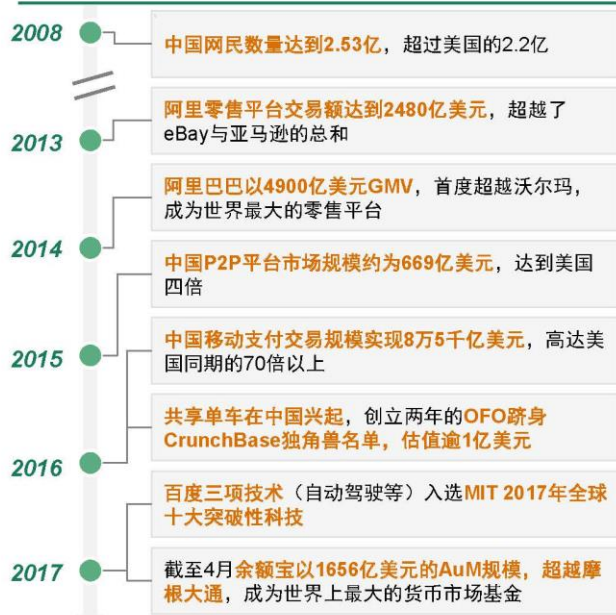 2008
中国网民数量达到2.53亿，超过美国的2.2亿
2013
阿里零售平台交易额达到2480亿美元，超越了
eBay与亚马逊的总和
2014
阿里巴巴以4900亿美元GMV，首度超越沃尔玛，
成为世界最大的零售平台
2015
中国P2P平台市场规模约为669亿美元，达到美国
四倍
2016
中国移动支付交易规模实现8万5千亿美元，高达美
国同期的70倍以上
共享单车在中国兴起，创立两年的OFO跻身
CrunchBase独角兽名单，估值逾1亿美元
2017
百度三项技术（自动驾驶等）入选MIT 2017年全球
十大突破性科技
截至4月余额宝以1656亿美元的AuM规模，超越摩
根大通，成为世界上最大的货币市场基金